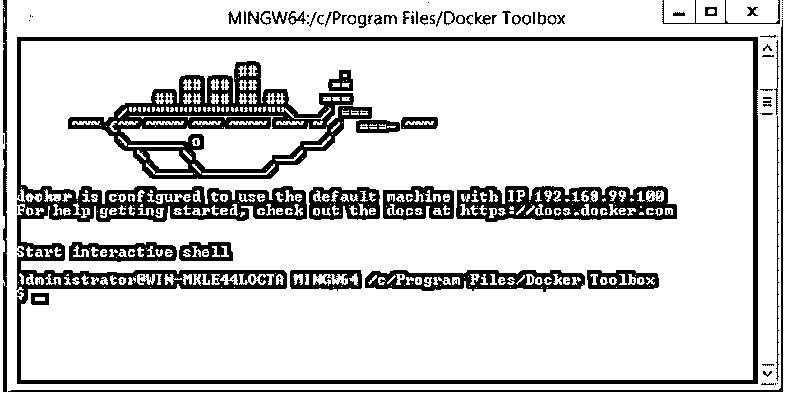 MINGW64:/c/Program Files/Docker Toolbox
docker is configured to use the default machine with IP 192.168.99.100
For help getting started, check out the docs at https://docs.docker.com
Start interactive shell
Administrator@WIN-MKLE44LOGTA MINGW64 /c/Program Files/Docker Toolbox
$